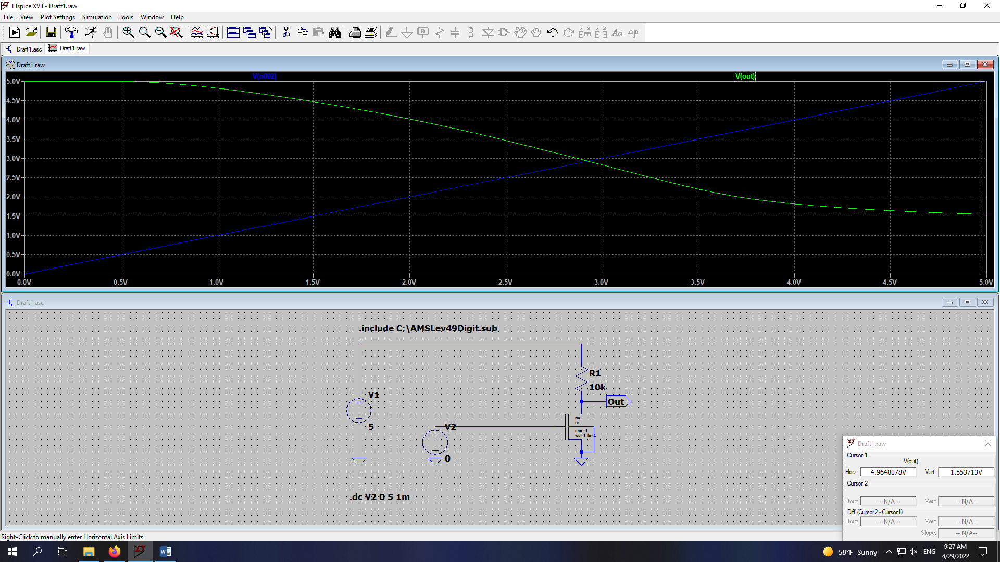 LTspice XVII - Draft1.raw
File View Plot Settings Simulation Tools Window Help
Draft1.asc Draft1.raw
Draft1.raw
V(n002) V(out)
5.0V
4.5V
4.0V
3.5V
3.0V
2.5V
2.0V
1.5V
1.0V
0.5V
0.0V
0.0V 0.5V 1.0V 1.5V 2.0V 2.5V 3.0V 3.5V 4.0V 4.5V 5.0V
Draft1.asc
.include C:\AMSLev49Digit.sub
R1
10k
V1
5
Out
N4
U1
mm=1
wu=1 lu=1
V2
0
.dc V2 0 5 1m
Draft1.raw
Cursor 1
V(out)
Horz: 4.9648078V Vert: 1.553713V
Cursor 2
Horz: -- N/A-- Vert: -- N/A--
Diff (Cursor2 - Cursor1)
Horz: -- N/A-- Vert: -- N/A--
Slope: -- N/A--
Right-Click to manually enter Horizontal Axis Limits
58°F Sunny ENG 9:27 AM
4/29/2022